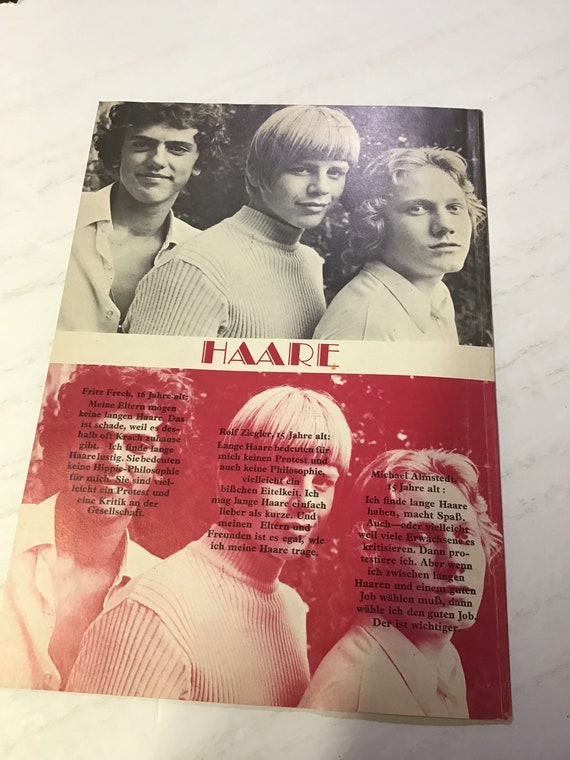 HAARE
Fritz Frech, 16 Jahre alt:
Meine Eltern mögen
keine langen Haare. Das
ist schade, weil es des-
halb oft Krach zuhause
gibt. Ich finde lange
Haare lustig. Sie bedeuten
keine Hippie-Philosophie
für mich. Sie sind viel-
leicht ein Protest und
eine Kritik an der
Gesellschaft.
Rolf Ziegler, 15 Jahre alt:
Lange Haare bedeuten für
mich keinen Protest und
auch keine Philosophie,
vielleicht ein
bißchen Eitelkeit. Ich
mag lange Haare einfach
lieber als kurze. Und
meinen Eltern und
Freunden ist es egal, wie
ich meine Haare trage.
Michael Almstedt,
15 Jahre alt :
Ich finde lange Haare
haben, macht Spaß.
Auch—oder vielleicht
weil viele Erwachsene es
kritisieren. Dann pro-
testiere ich. Aber wenn
ich zwischen langen
Haaren und einem guten
Job wählen muß, dann
wähle ich den guten Job.
Der ist wichtiger.